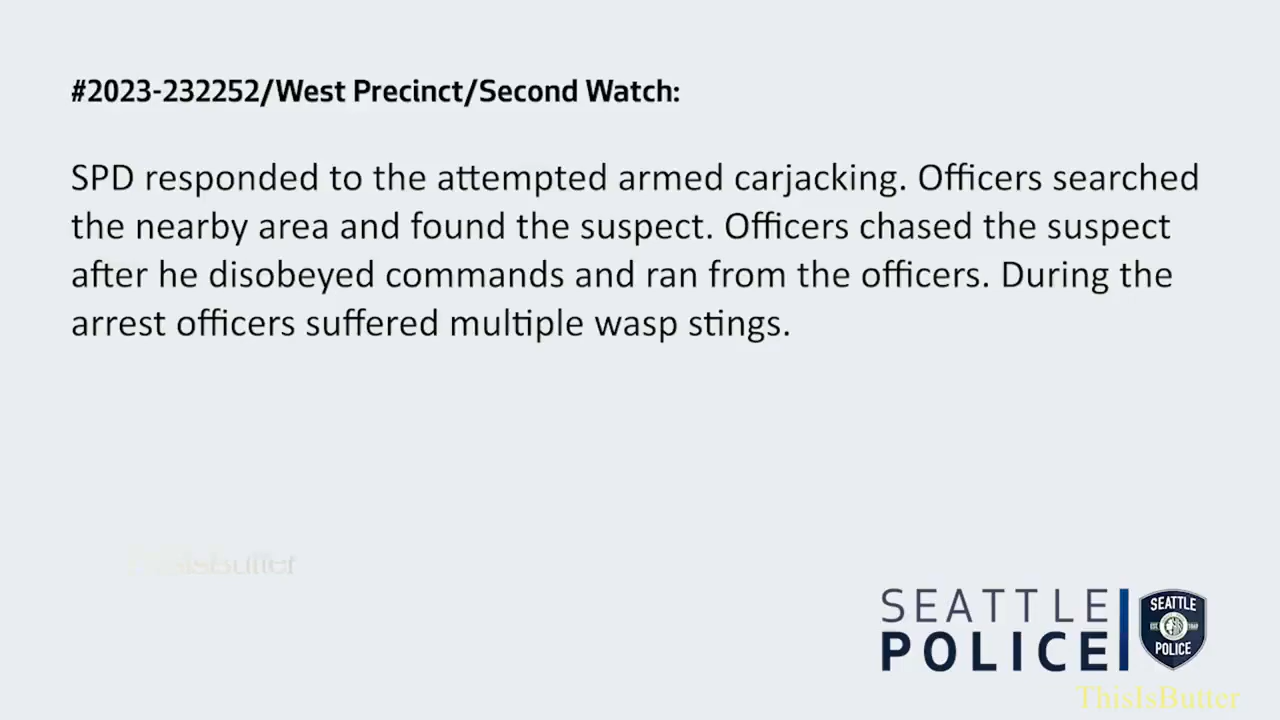 #2023-232252/West Precinct/Second Watch:
SPD responded to the attempted armed carjacking. Officers searched
the nearby area and found the suspect. Officers chased the suspect
after he disobeyed commands and ran from the officers. During the
arrest officers suffered multiple wasp stings.
ThisIsButter
SEATTLE
POLICE
SEATTLE
POLICE
ThisIsButter